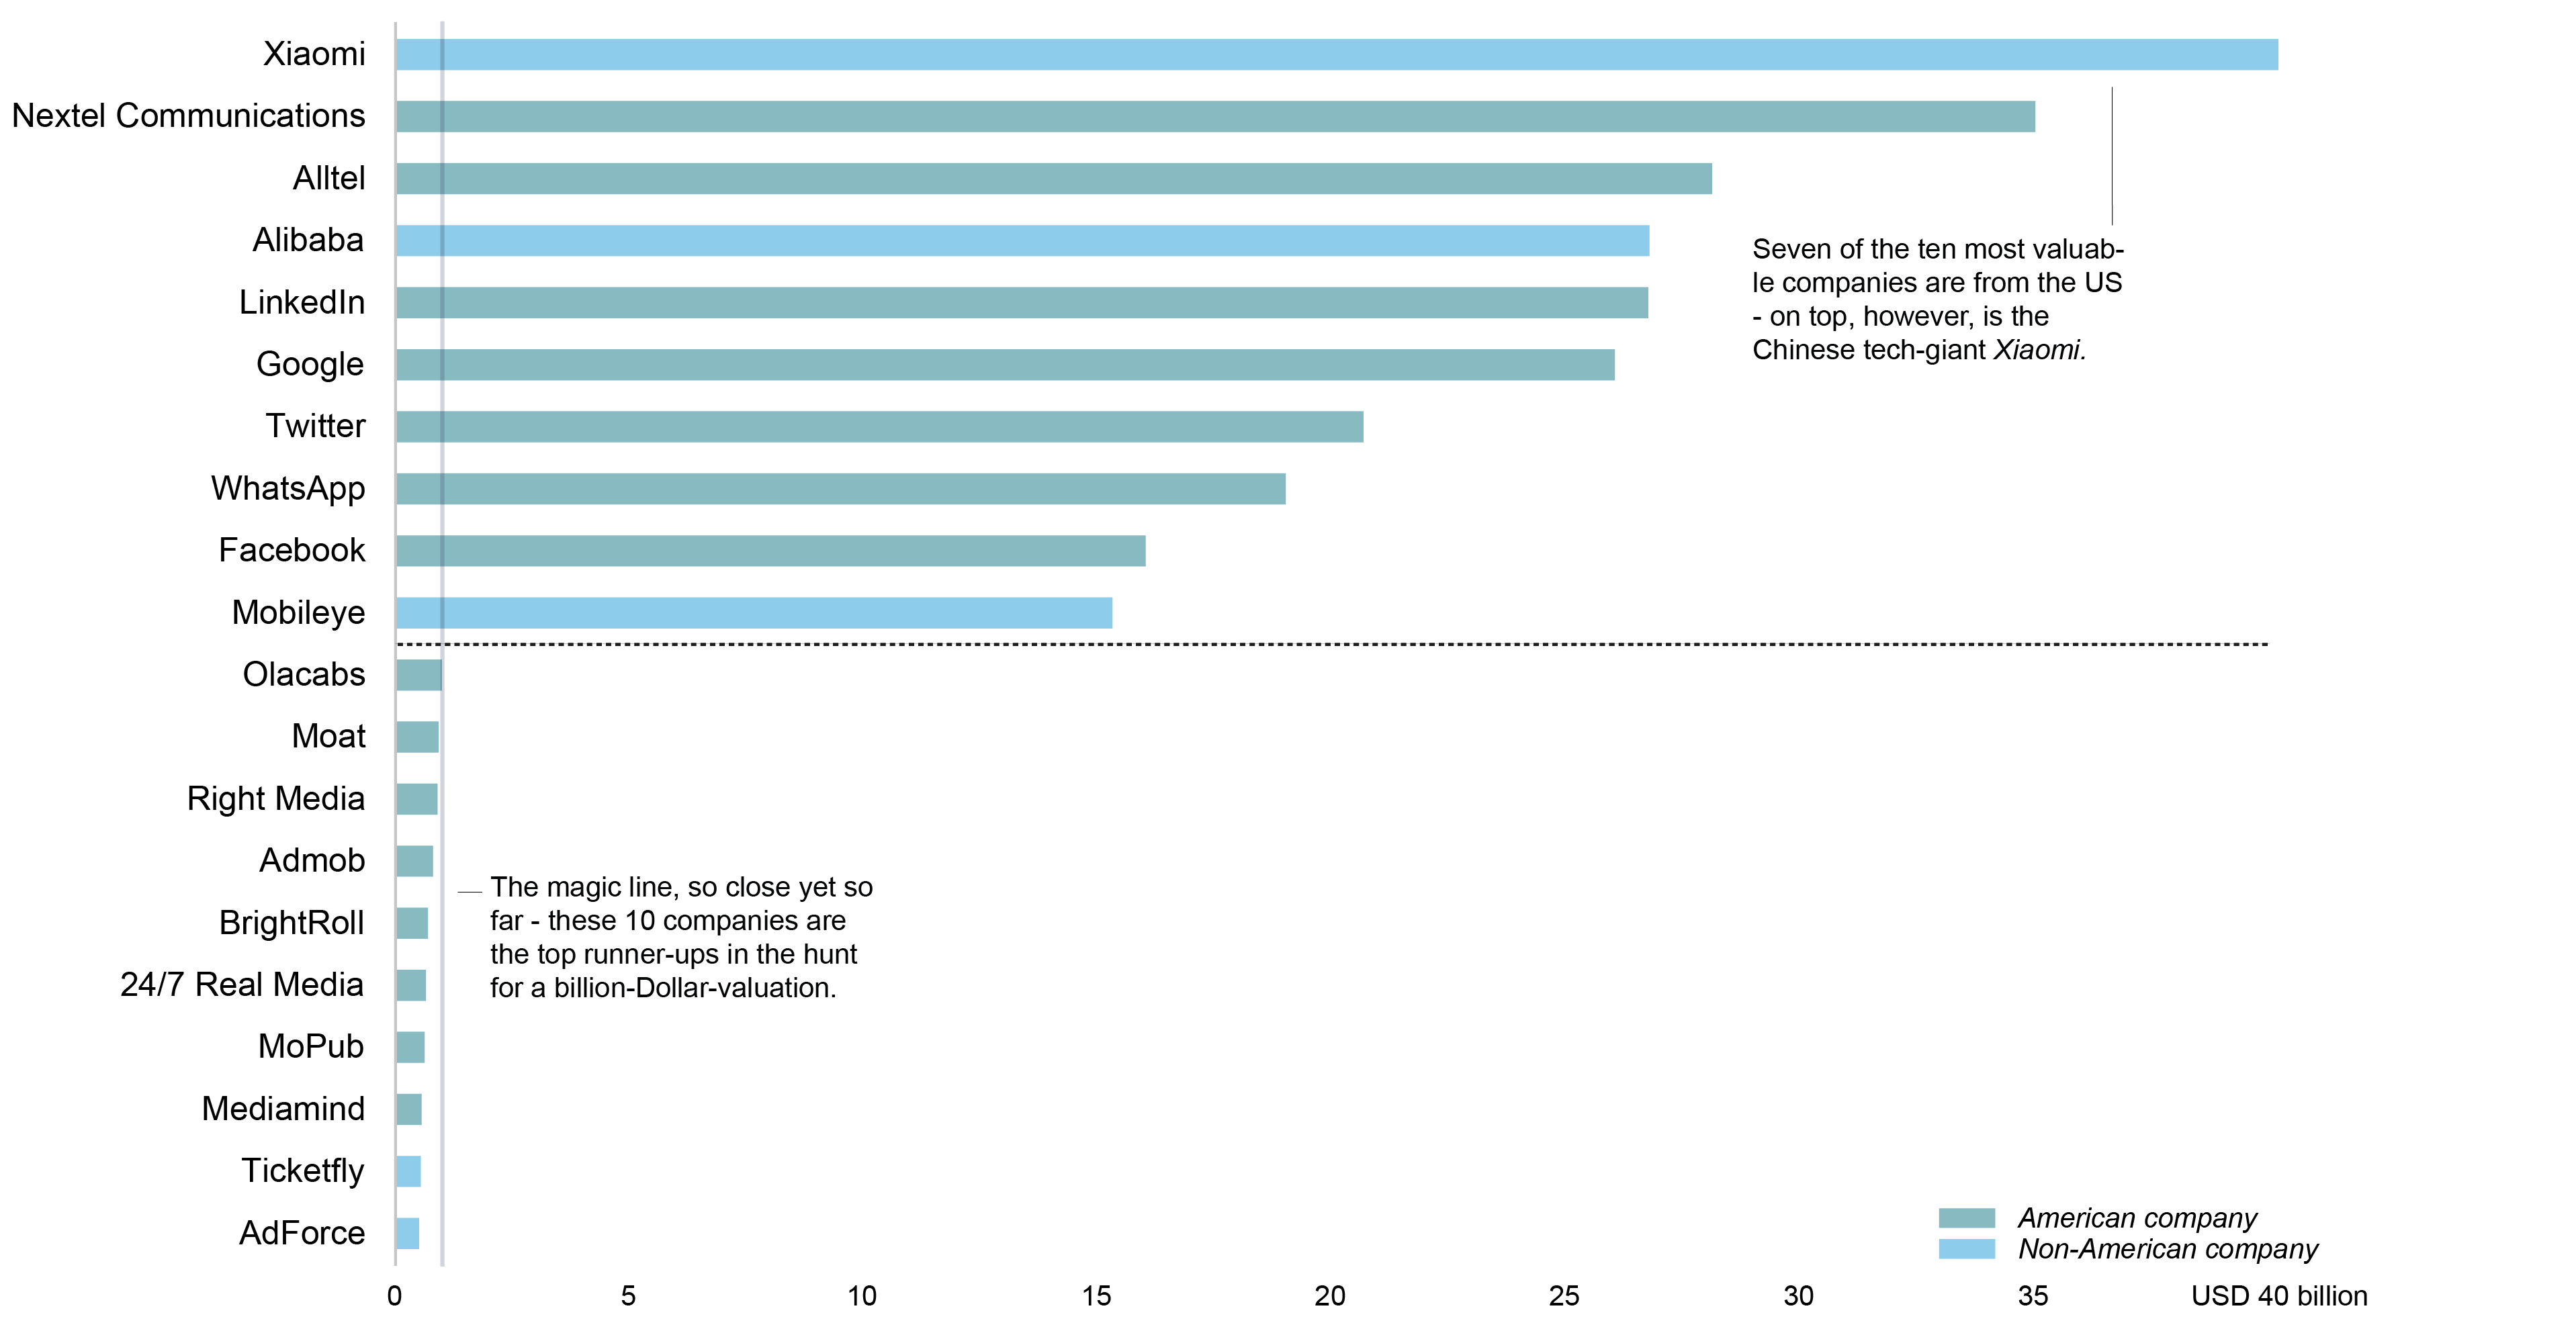 Xiaomi
Nextel Communications
Alltel
Alibaba
LinkedIn
Google
Twitter
WhatsApp
Facebook
Mobileye
Olacabs
Moat
Right Media
Admob
BrightRoll
24/7 Real Media
MoPub
Mediamind
Ticketfly
AdForce
Seven of the ten most valuab-
le companies are from the US
- on top, however, is the
Chinese tech-giant Xiaomi.
The magic line, so close yet so
far - these 10 companies are
the top runner-ups in the hunt
for a billion-Dollar-valuation.
American company
Non-American company
0 5 10 15 20 25 30 35 USD 40 billion